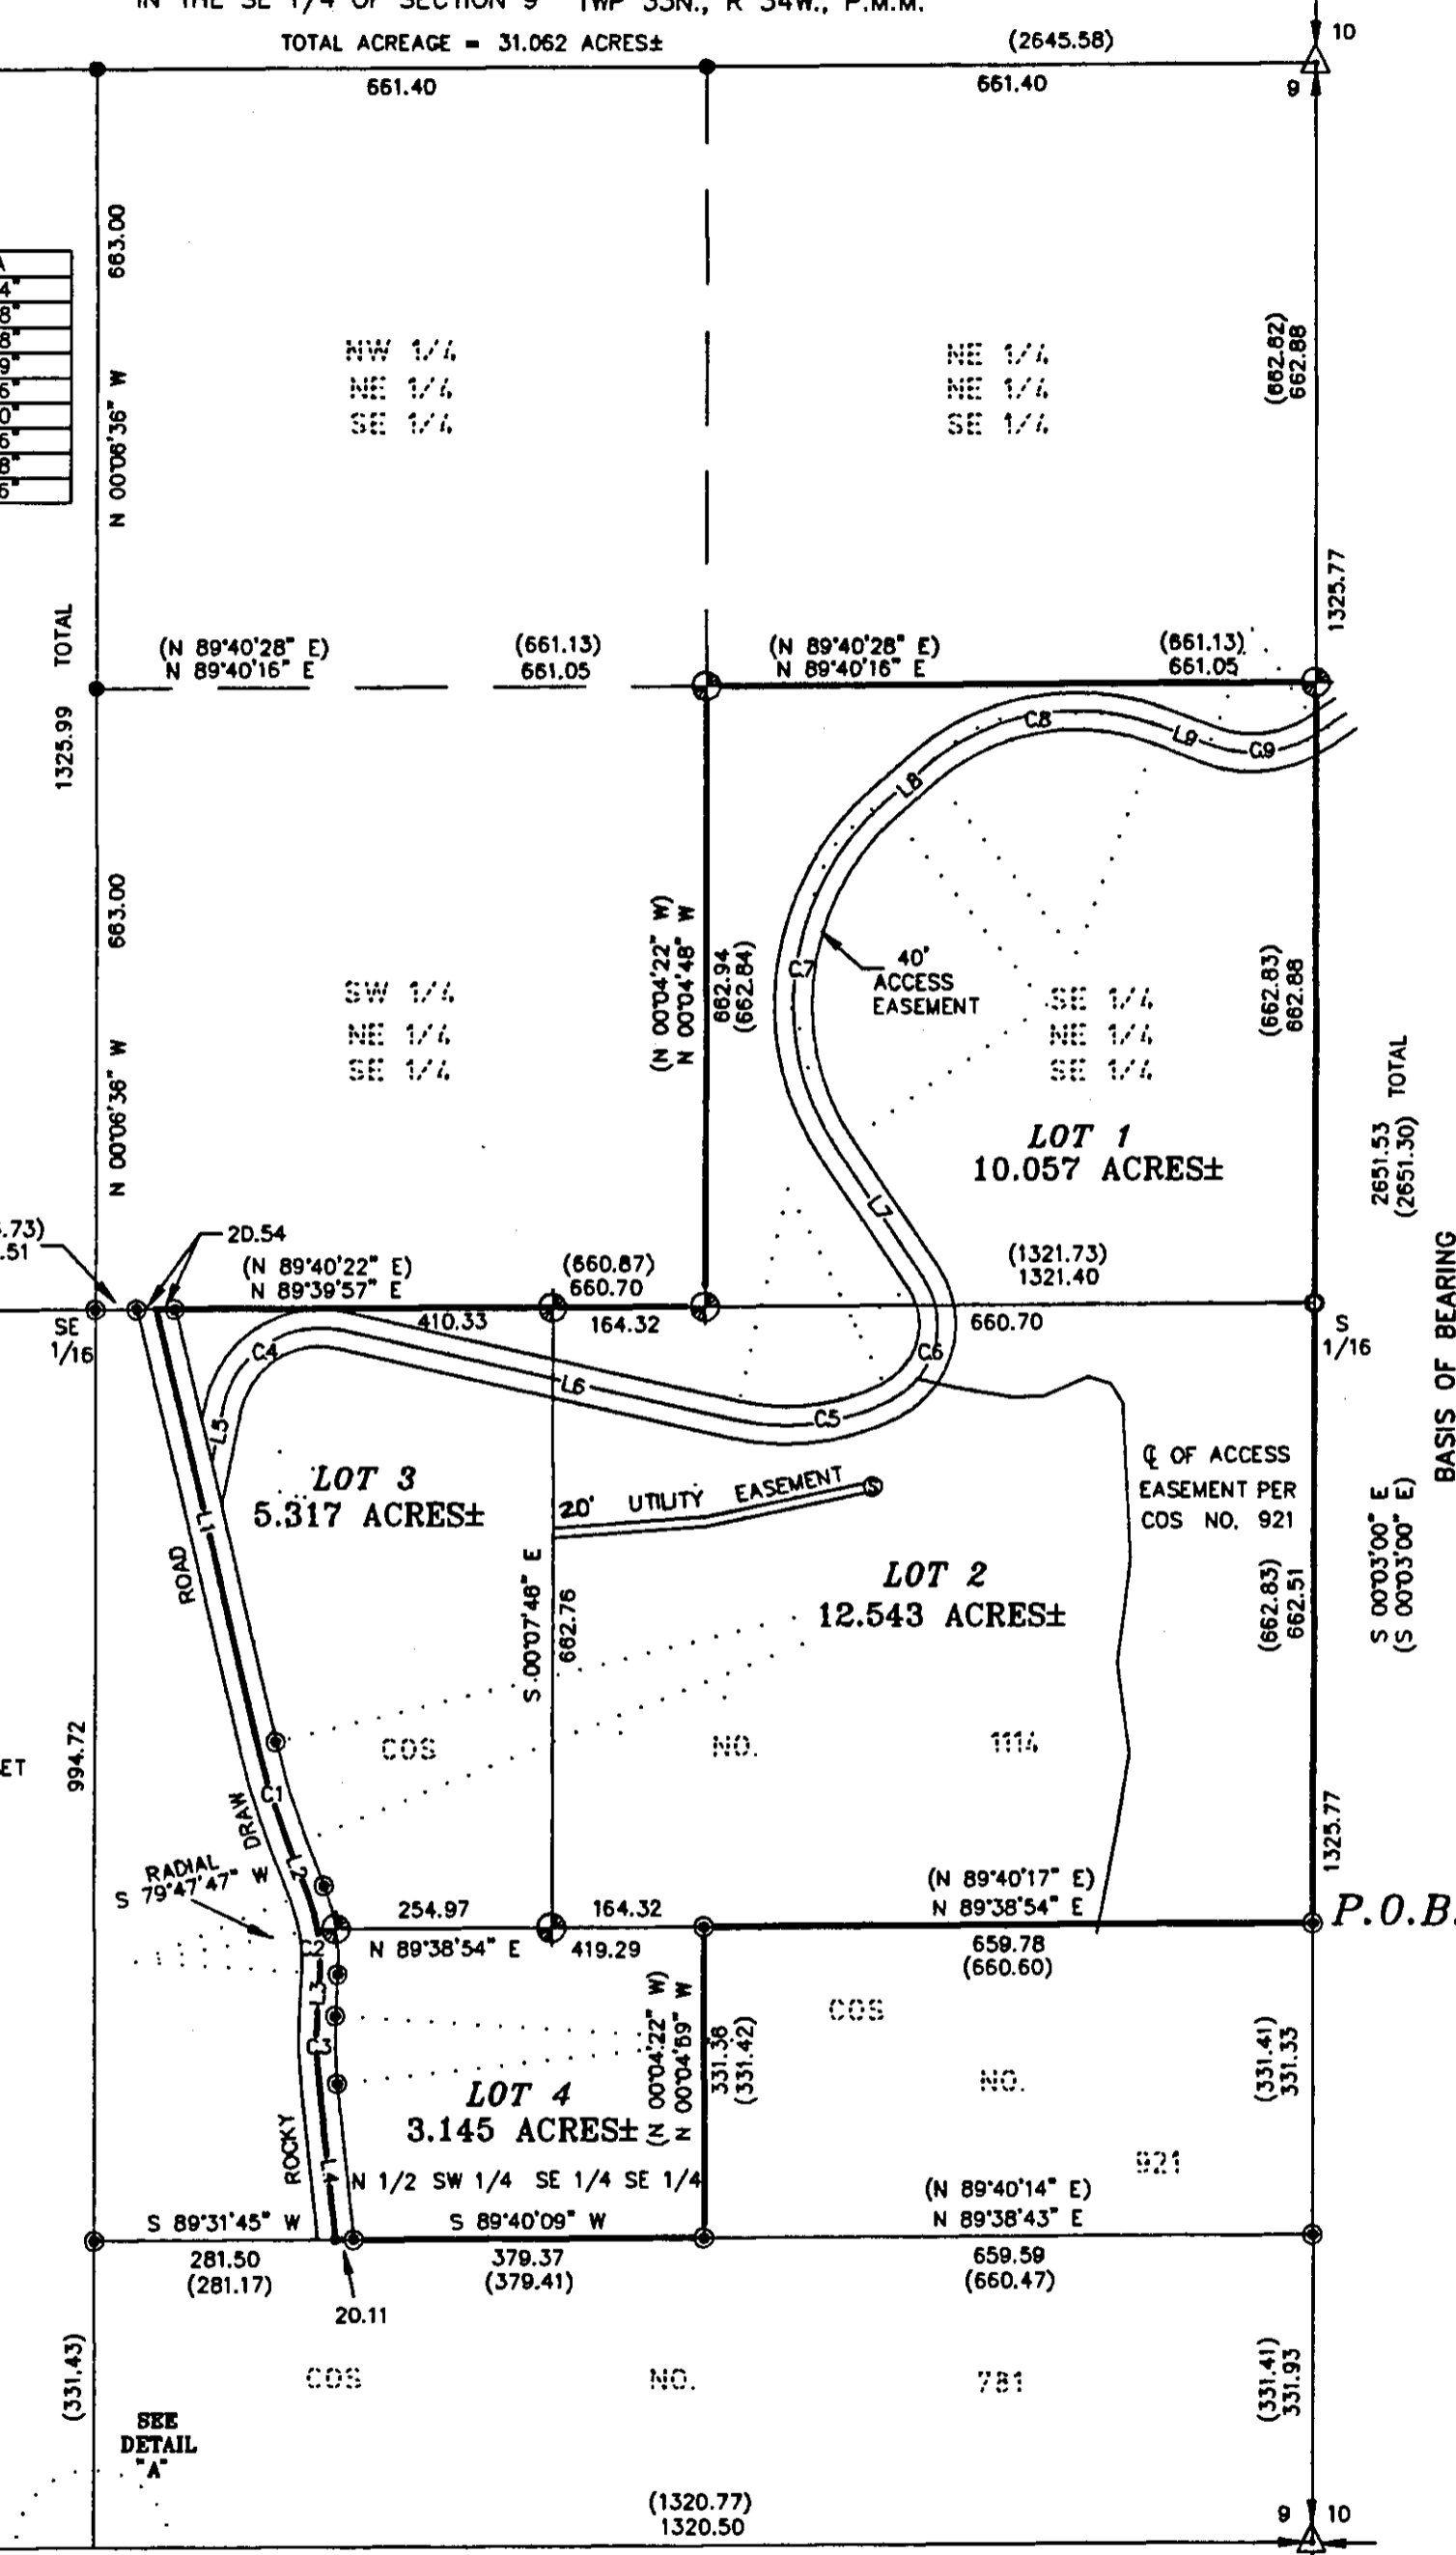 IN THE SE 1/4 OF SECTION 9 TWP 33N., R 34W., P.M.M.
TOTAL ACREAGE = 31.062 ACRES±
(2645.58)
10
9
661.40
661.40
663.00
N 00°06'36" W
4"
8"
8"
9"
6"
0"
6"
8"
6"
NW 1/4
NE 1/4
SE 1/4
NE 1/4
NE 1/4
SE 1/4
(662.82)
662.88
1325.77
1325.99 TOTAL
(N 89°40'28" E)
N 89°40'16" E
(661.13)
661.05
(N 89°40'28" E)
N 89°40'16" E
(661.13)
661.05
C8
L9
C9
L8
663.00
N 00°06'36" W
(N 00°04'22" W)
N 00°04'48" W
662.94
(662.84)
C7
40'
ACCESS
EASEMENT
SW 1/4
NE 1/4
SE 1/4
SE 1/4
NE 1/4
SE 1/4
(662.83)
662.88
LOT 1
10.057 ACRES±
L7
2651.53 TOTAL
(2651.30)
.73)
.51
20.54
(N 89°40'22" E)
N 89°39'57" E
(660.87)
660.70
(1321.73)
1321.40
SE
1/16
410.33
164.32
660.70
S
1/16
C4
L6
C6
C5
L5
BASIS OF BEARING
S 00°03'00" E
(S 00°03'00" E)
LOT 3
5.317 ACRES±
20' UTILITY EASEMENT
S
℄ OF ACCESS
EASEMENT PER
COS NO. 921
L1
ROAD
S 00°07'46" E
662.76
LOT 2
12.543 ACRES±
(662.83)
662.51
994.72
ET
COS NO. 1114
C1
DRAW
L2
1325.77
RADIAL
S 79°47'47" W
254.97
164.32
(N 89°40'17" E)
N 89°38'54" E
P.O.B.
C2
N 89°38'54" E
419.29
659.78
(660.60)
L3
C3
(N 00°04'22" W)
N 00°04'59" W
331.38
(331.42)
COS
NO.
921
(331.41)
331.33
LOT 4
3.145 ACRES±
ROCKY
L4
N 1/2 SW 1/4 SE 1/4 SE 1/4
(N 89°40'14" E)
N 89°38'43" E
S 89°31'45" W
S 89°40'09" W
281.50
(281.17)
379.37
(379.41)
659.59
(660.47)
20.11
(331.43)
COS NO. 781
(331.41)
331.93
SEE
DETAIL
"A"
(1320.77)
1320.50
9
10